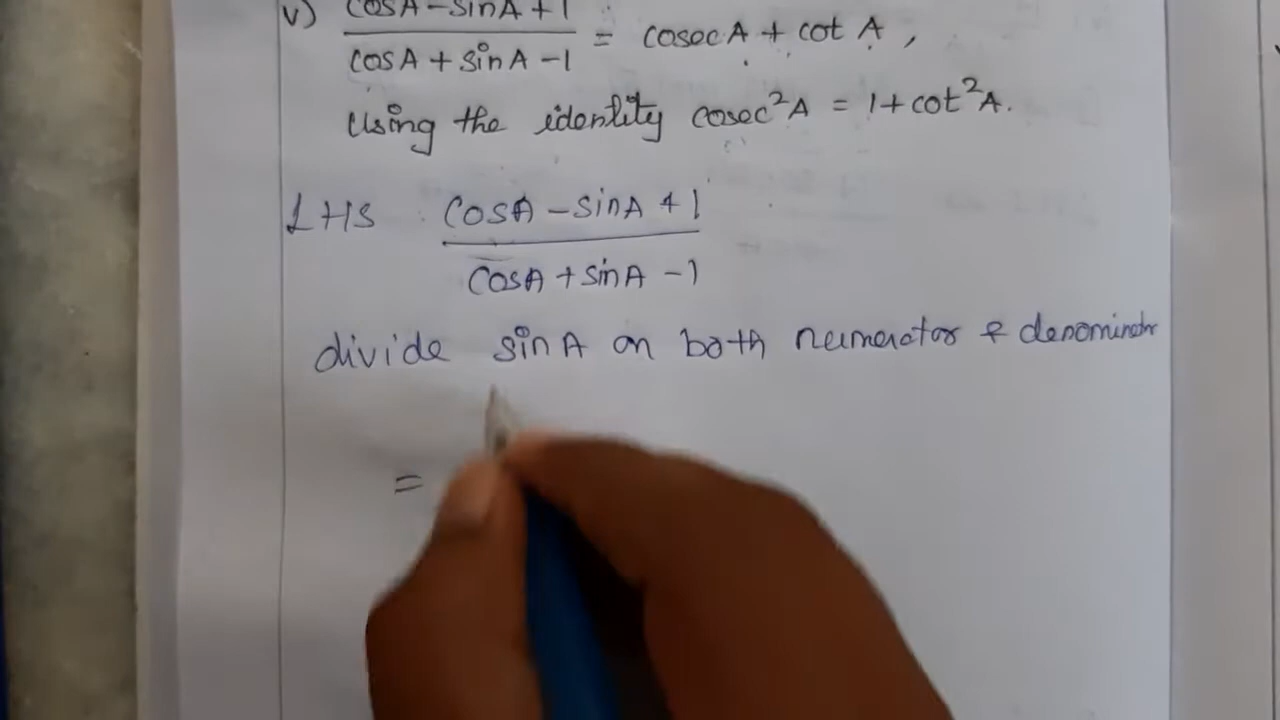 v) cosA - sinA + 1
cosA + sinA - 1 = cosecA + cot A ,
Using the identity cosec²A = 1 + cot²A.
LHS cosA - sinA + 1
cosA + sinA - 1
divide sinA on both numerator & denominator
=